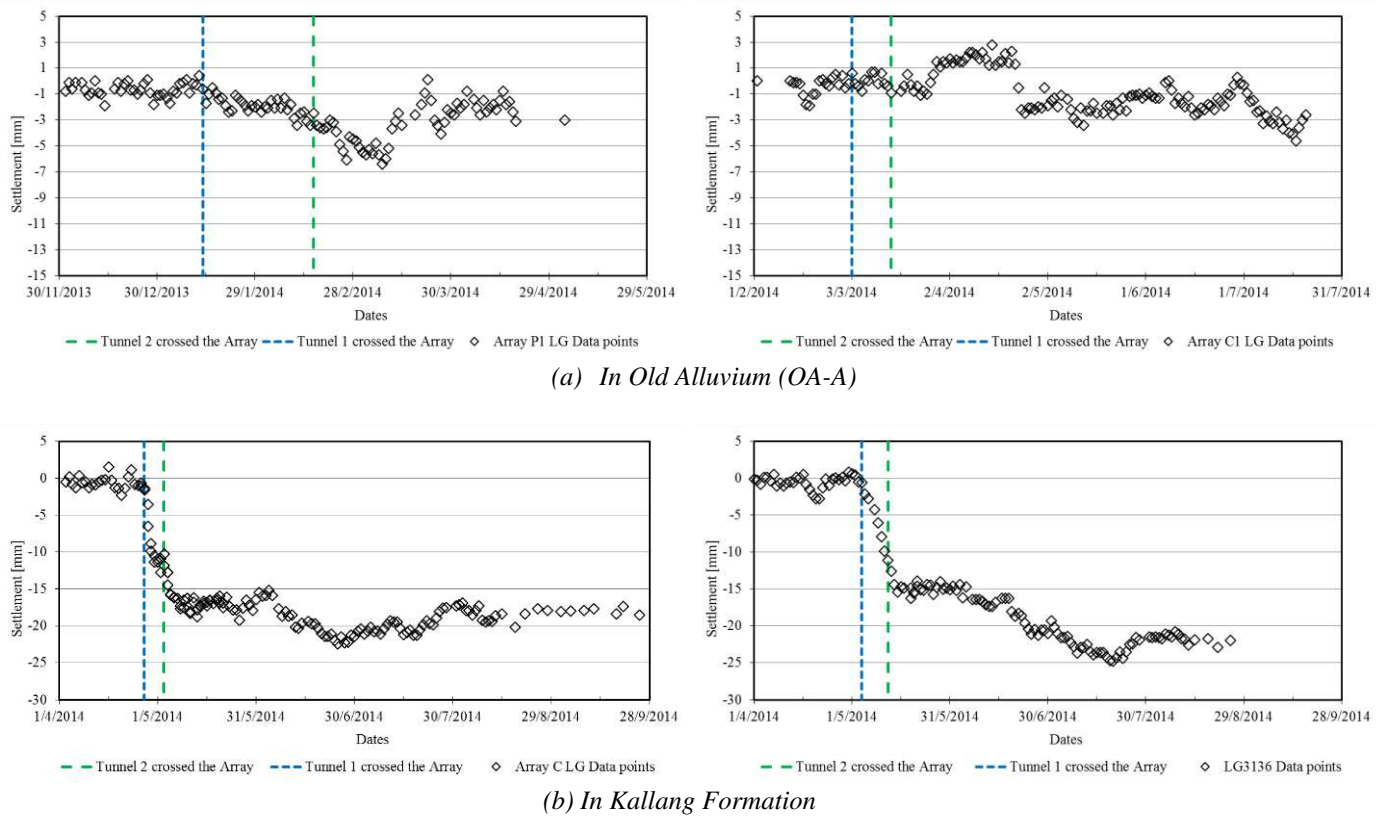 5
3
1
-1
-3
-5
-7
-9
-11
-13
-15
Settlement [mm]
30/11/2013 30/12/2013 29/1/2014 28/2/2014 30/3/2014 29/4/2014 29/5/2014
Dates
Tunnel 2 crossed the Array Tunnel 1 crossed the Array Array P1 LG Data points
5
3
1
-1
-3
-5
-7
-9
-11
-13
-15
Settlement [mm]
1/2/2014 3/3/2014 2/4/2014 2/5/2014 1/6/2014 1/7/2014 31/7/2014
Dates
Tunnel 2 crossed the Array Tunnel 1 crossed the Array Array C1 LG Data points
(a) In Old Alluvium (OA-A)
5
0
-5
-10
-15
-20
-25
-30
Settlement [mm]
1/4/2014 1/5/2014 31/5/2014 30/6/2014 30/7/2014 29/8/2014 28/9/2014
Dates
Tunnel 2 crossed the Array Tunnel 1 crossed the Array Array C LG Data points
5
0
-5
-10
-15
-20
-25
-30
Settlement [mm]
1/4/2014 1/5/2014 31/5/2014 30/6/2014 30/7/2014 29/8/2014 28/9/2014
Dates
Tunnel 2 crossed the Array Tunnel 1 crossed the Array LG3136 Data points
(b) In Kallang Formation